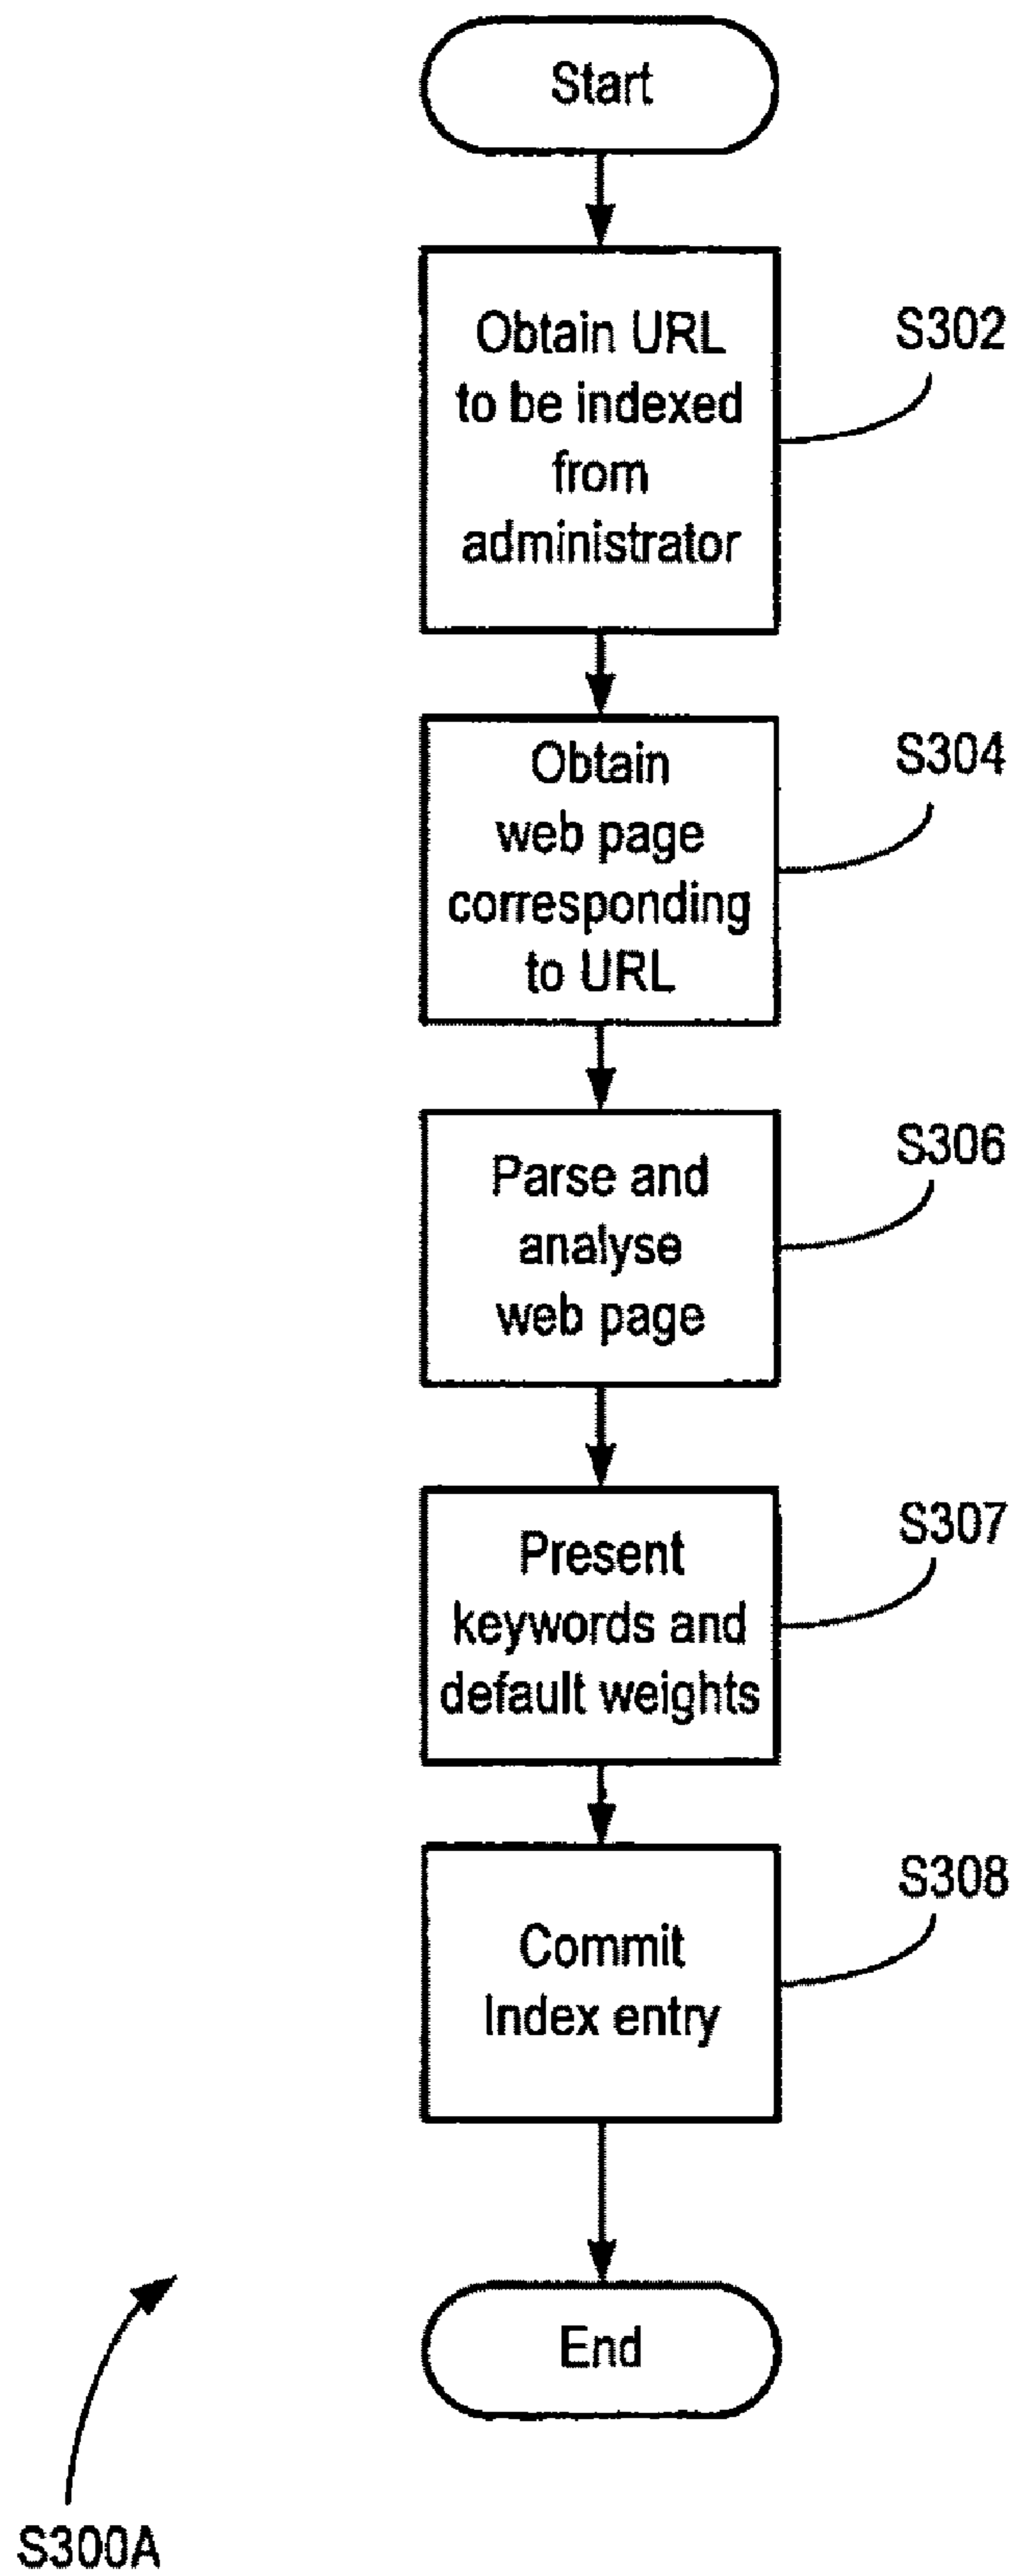 Start
Obtain URL
to be indexed
from
administrator
S302
Obtain
web page
corresponding
to URL
S304
Parse and
analyse
web page
S306
Present
keywords and
default weights
S307
Commit
Index entry
S308
End
S300A